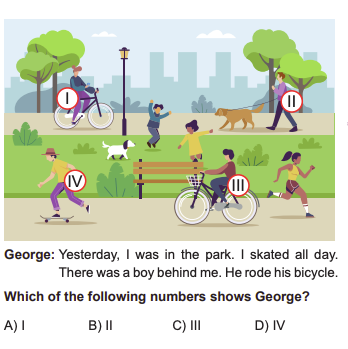 I
II
IV
III
George: Yesterday, I was in the park. I skated all day.
There was a boy behind me. He rode his bicycle.
Which of the following numbers shows George?
A) I B) II C) III D) IV